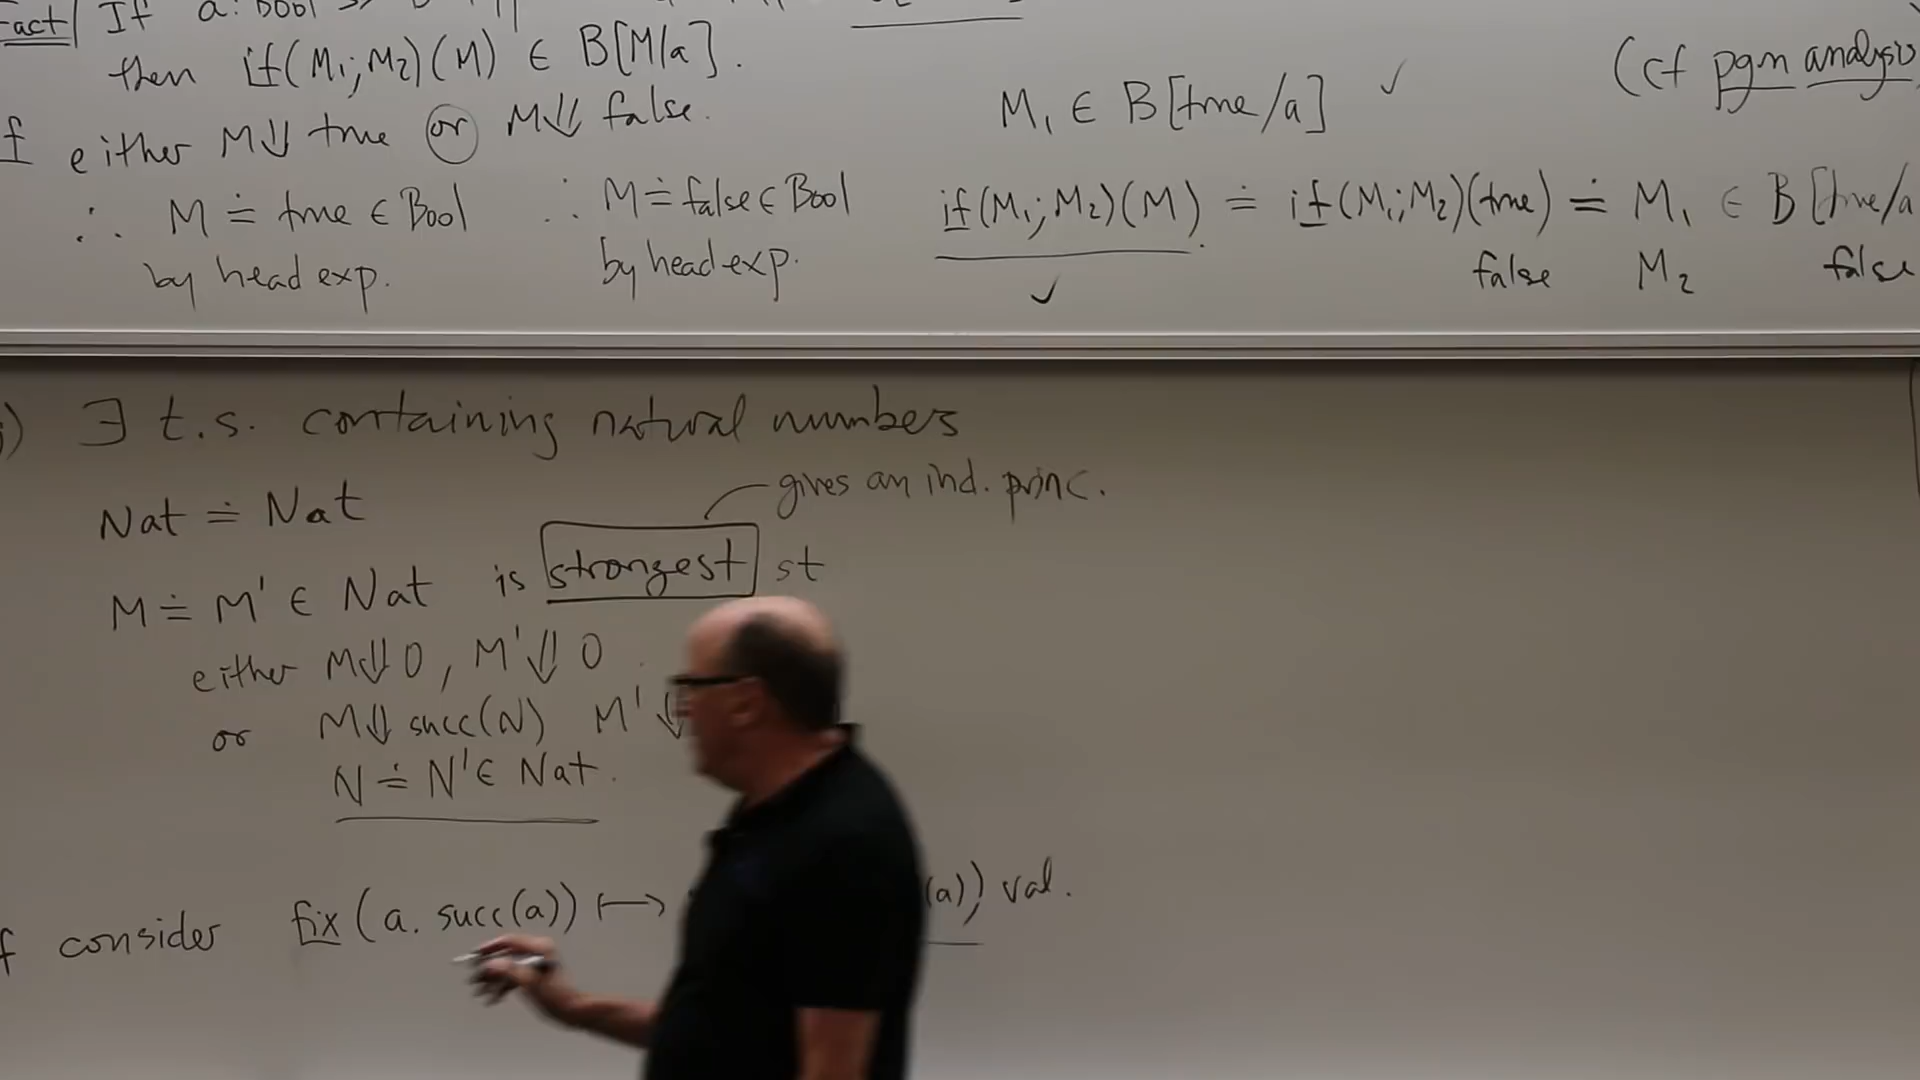 Fact If a: Bool >> B
then if(M₁; M₂)(M) ∈ B[M/a].
either M⇓ true or M⇓ false.
∴ M ≐ true ∈ Bool
by head exp.
∴ M ≐ false ∈ Bool
by head exp.
M₁ ∈ B[true/a] ✓
(cf pgm analysis
if(M₁; M₂)(M) ≐ if(M₁; M₂)(true) ≐ M₁ ∈ B[true/a
✓
false M₂ false
∃ t.s. containing natural numbers
Nat ≐ Nat
gives an ind. princ.
M ≐ M' ∈ Nat is strongest st
either M⇓0, M'⇓0
or M⇓ succ(N) M'⇓
N ≐ N' ∈ Nat.
f consider fix(a. succ(a)) ↦ (a)) val.